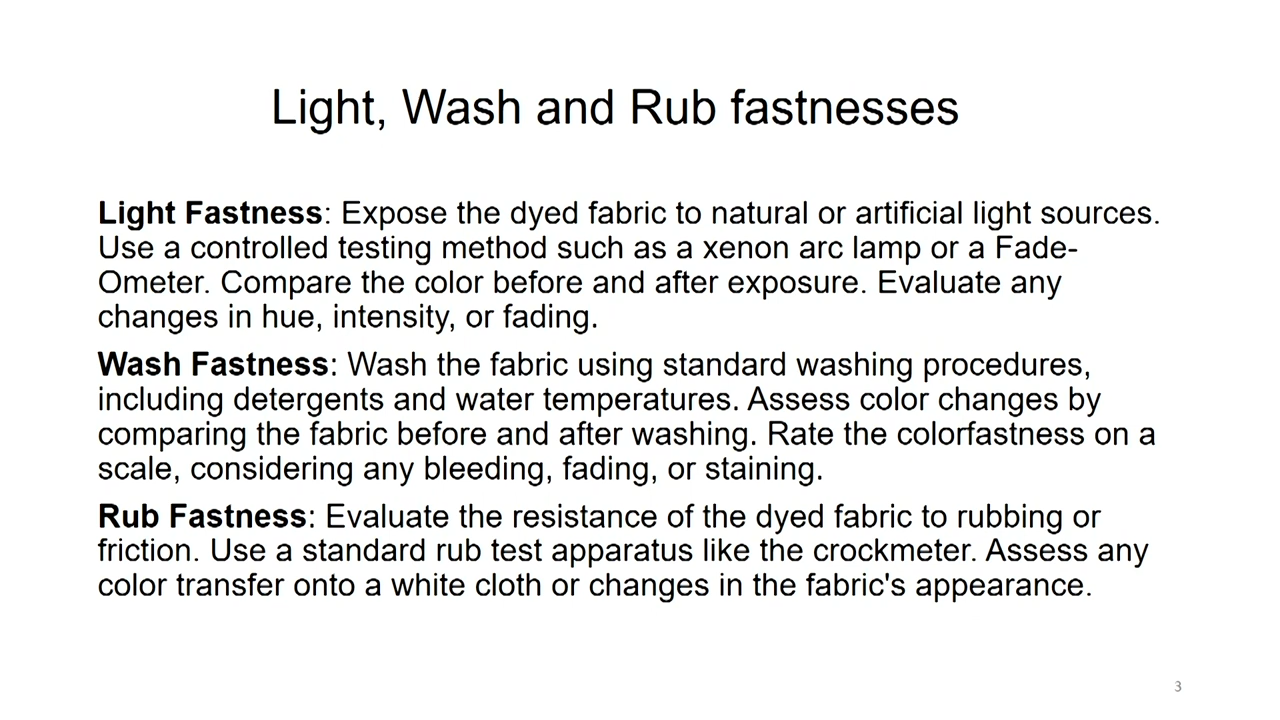 Light, Wash and Rub fastnesses
Light Fastness: Expose the dyed fabric to natural or artificial light sources.
Use a controlled testing method such as a xenon arc lamp or a Fade-
Ometer. Compare the color before and after exposure. Evaluate any
changes in hue, intensity, or fading.
Wash Fastness: Wash the fabric using standard washing procedures,
including detergents and water temperatures. Assess color changes by
comparing the fabric before and after washing. Rate the colorfastness on a
scale, considering any bleeding, fading, or staining.
Rub Fastness: Evaluate the resistance of the dyed fabric to rubbing or
friction. Use a standard rub test apparatus like the crockmeter. Assess any
color transfer onto a white cloth or changes in the fabric's appearance.
3